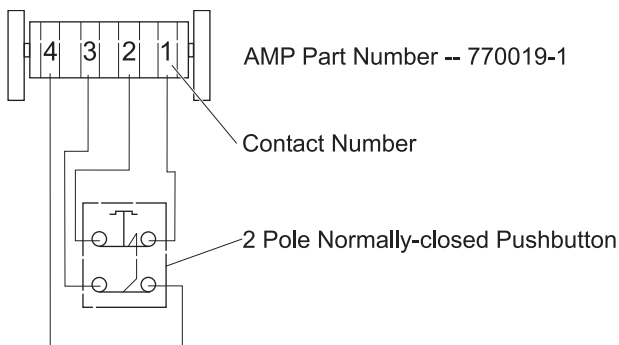 4 3 2 1
AMP Part Number -- 770019-1
Contact Number
2 Pole Normally-closed Pushbutton